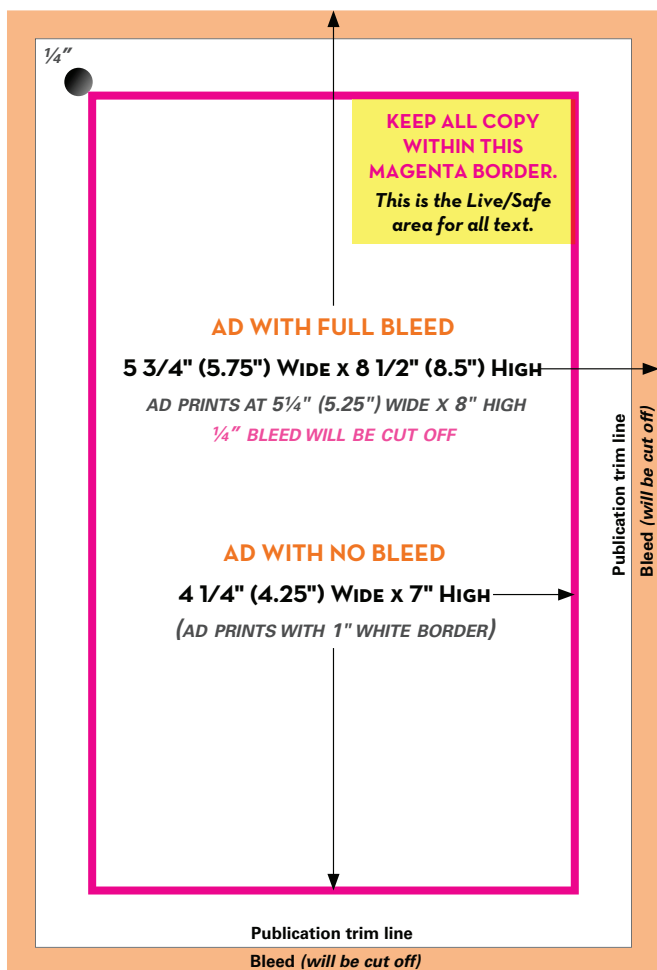 ¼"
KEEP ALL COPY
WITHIN THIS
MAGENTA BORDER.
This is the Live/Safe
area for all text.
AD WITH FULL BLEED
5 3/4" (5.75") WIDE X 8 1/2" (8.5") HIGH
AD PRINTS AT 5¼" (5.25") WIDE X 8" HIGH
¼" BLEED WILL BE CUT OFF
Publication trim line
Bleed (will be cut off)
AD WITH NO BLEED
4 1/4" (4.25") WIDE X 7" HIGH
(AD PRINTS WITH 1" WHITE BORDER)
Publication trim line
Bleed (will be cut off)